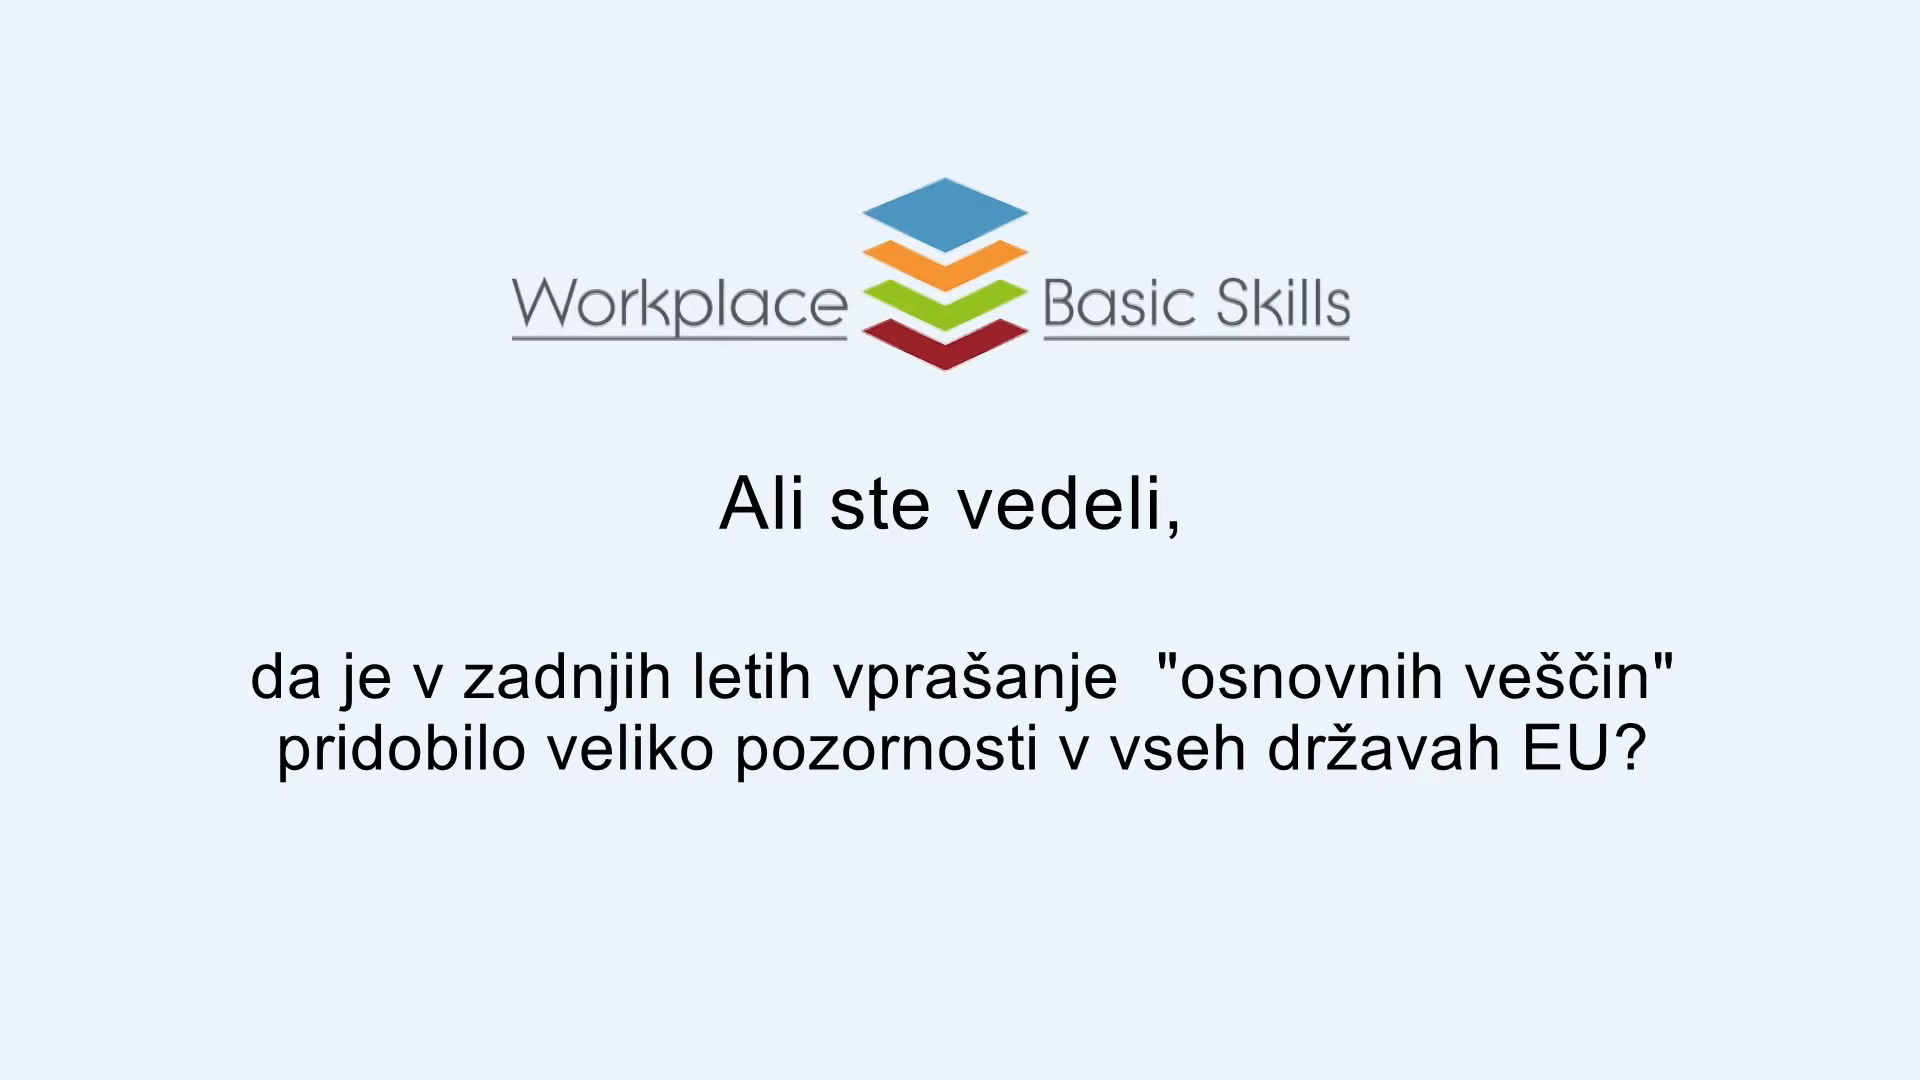 Workplace Basic Skills
Ali ste vedeli,
da je v zadnjih letih vprašanje "osnovnih veščin"
pridobilo veliko pozornosti v vseh državah EU?